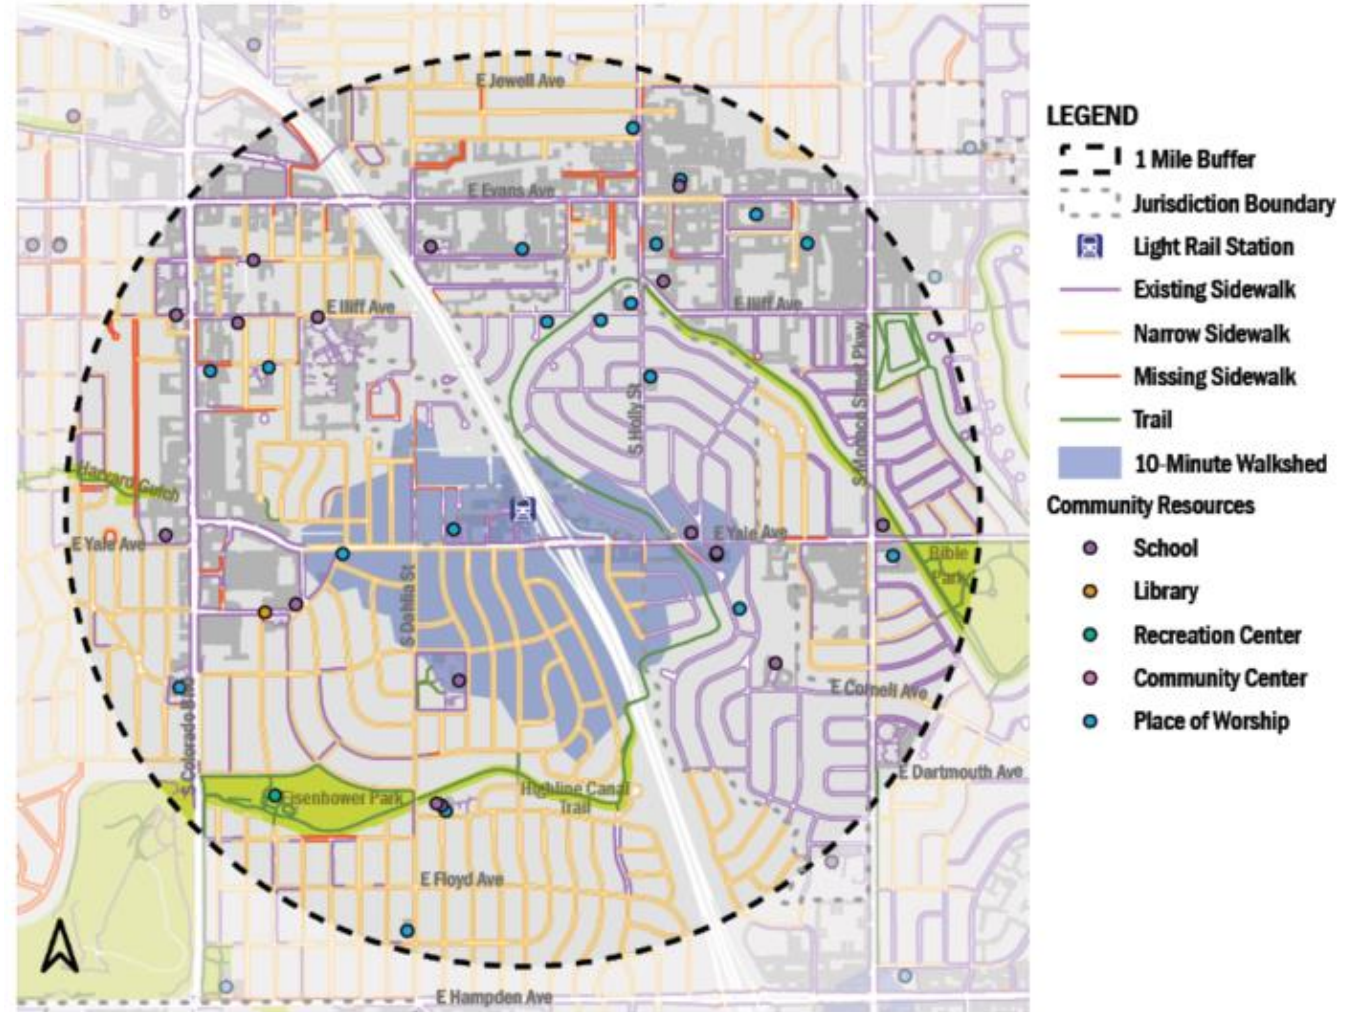 E Jewell Ave
E Evans Ave
E Iliff Ave
E Iliff Ave
S Monaco Street Pkwy
S Holly St
Harvard Gulch
E Yale Ave
E Yale Ave
Bible
Park
S Dahlia St
E Cornell Ave
S Colorado Blvd
E Dartmouth Ave
Eisenhower Park
Highline Canal
Trail
E Floyd Ave
E Hampden Ave
LEGEND
1 Mile Buffer
Jurisdiction Boundary
Light Rail Station
Existing Sidewalk
Narrow Sidewalk
Missing Sidewalk
Trail
10-Minute Walkshed
Community Resources
School
Library
Recreation Center
Community Center
Place of Worship